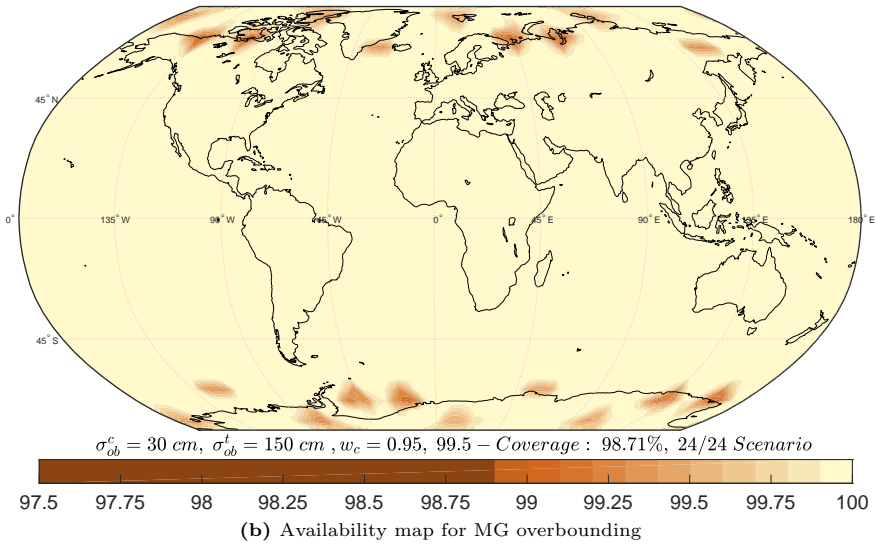 45° N
0° 135° W 90° W 45° W 0° 45° E 90° E 135° E 180° E
45° S
σ^c_ob = 30 cm, σ^t_ob = 150 cm , w_c = 0.95, 99.5 − Coverage : 98.71%, 24/24 Scenario
97.5 97.75 98 98.25 98.5 98.75 99 99.25 99.5 99.75 100
(b) Availability map for MG overbounding